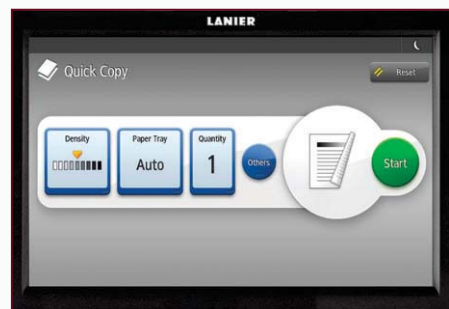 LANIER
Quick Copy
Reset
Density
Paper Tray
Quantity
Auto
1
Others
Start